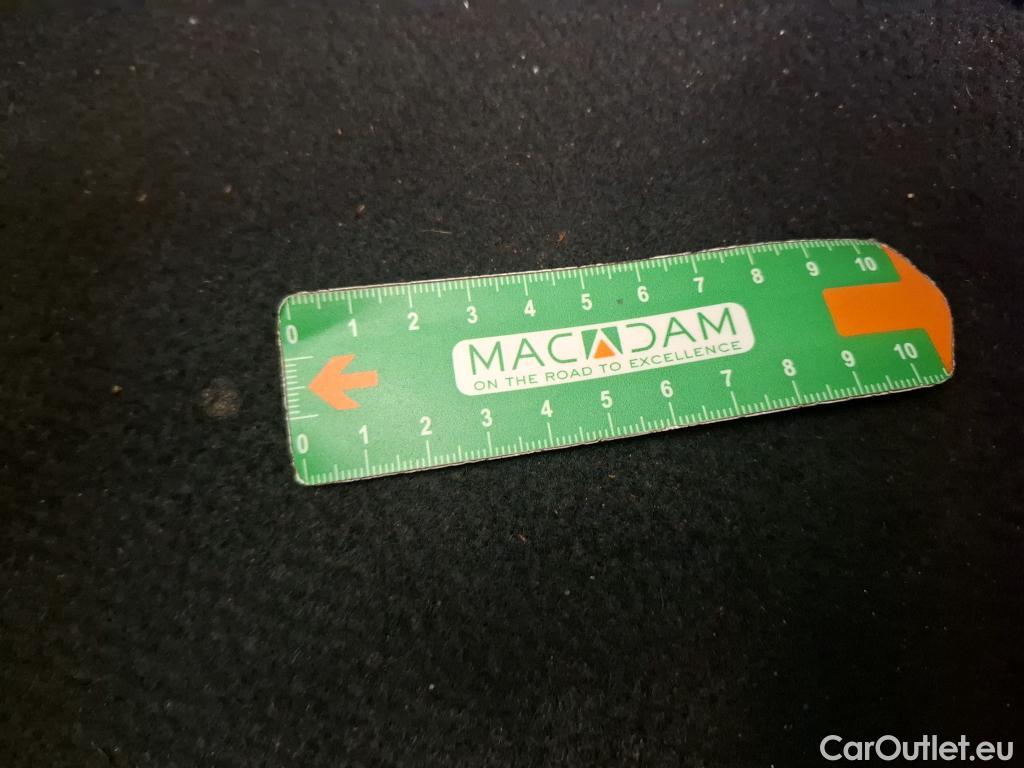 0 1 2 3 4 5 6 7 8 9 10
MACADAM
ON THE ROAD TO EXCELLENCE
0 1 2 3 4 5 6 7 8 9 10
CarOutlet.eu